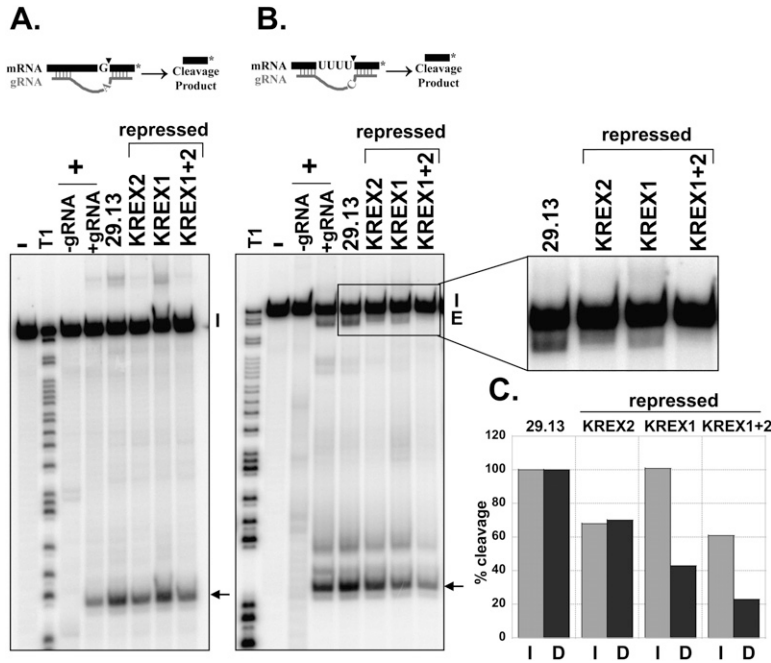 A.
B.
mRNA G * Cleavage Product *
gRNA A
mRNA UUUU * Cleavage Product *
gRNA C
repressed
+
-
T1
-gRNA
+gRNA
29.13
KREX2
KREX1
KREX1+2
I
repressed
+
T1
-
-gRNA
+gRNA
29.13
KREX2
KREX1
KREX1+2
I
E
repressed
29.13
KREX2
KREX1
KREX1+2
C.
repressed
29.13 KREX2 KREX1 KREX1+2
% cleavage
120
100
80
60
40
20
0
I D I D I D I D